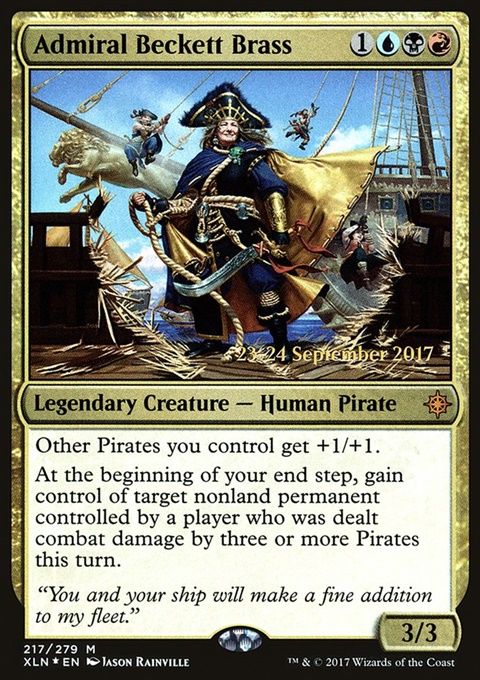 Admiral Beckett Brass 1
23-24 September 2017
Legendary Creature — Human Pirate
Other Pirates you control get +1/+1.
At the beginning of your end step, gain
control of target nonland permanent
controlled by a player who was dealt
combat damage by three or more Pirates
this turn.
“You and your ship will make a fine addition
to my fleet.”
3/3
217/279 M
XLN★EN Jason Rainville
™ & © 2017 Wizards of the Coast